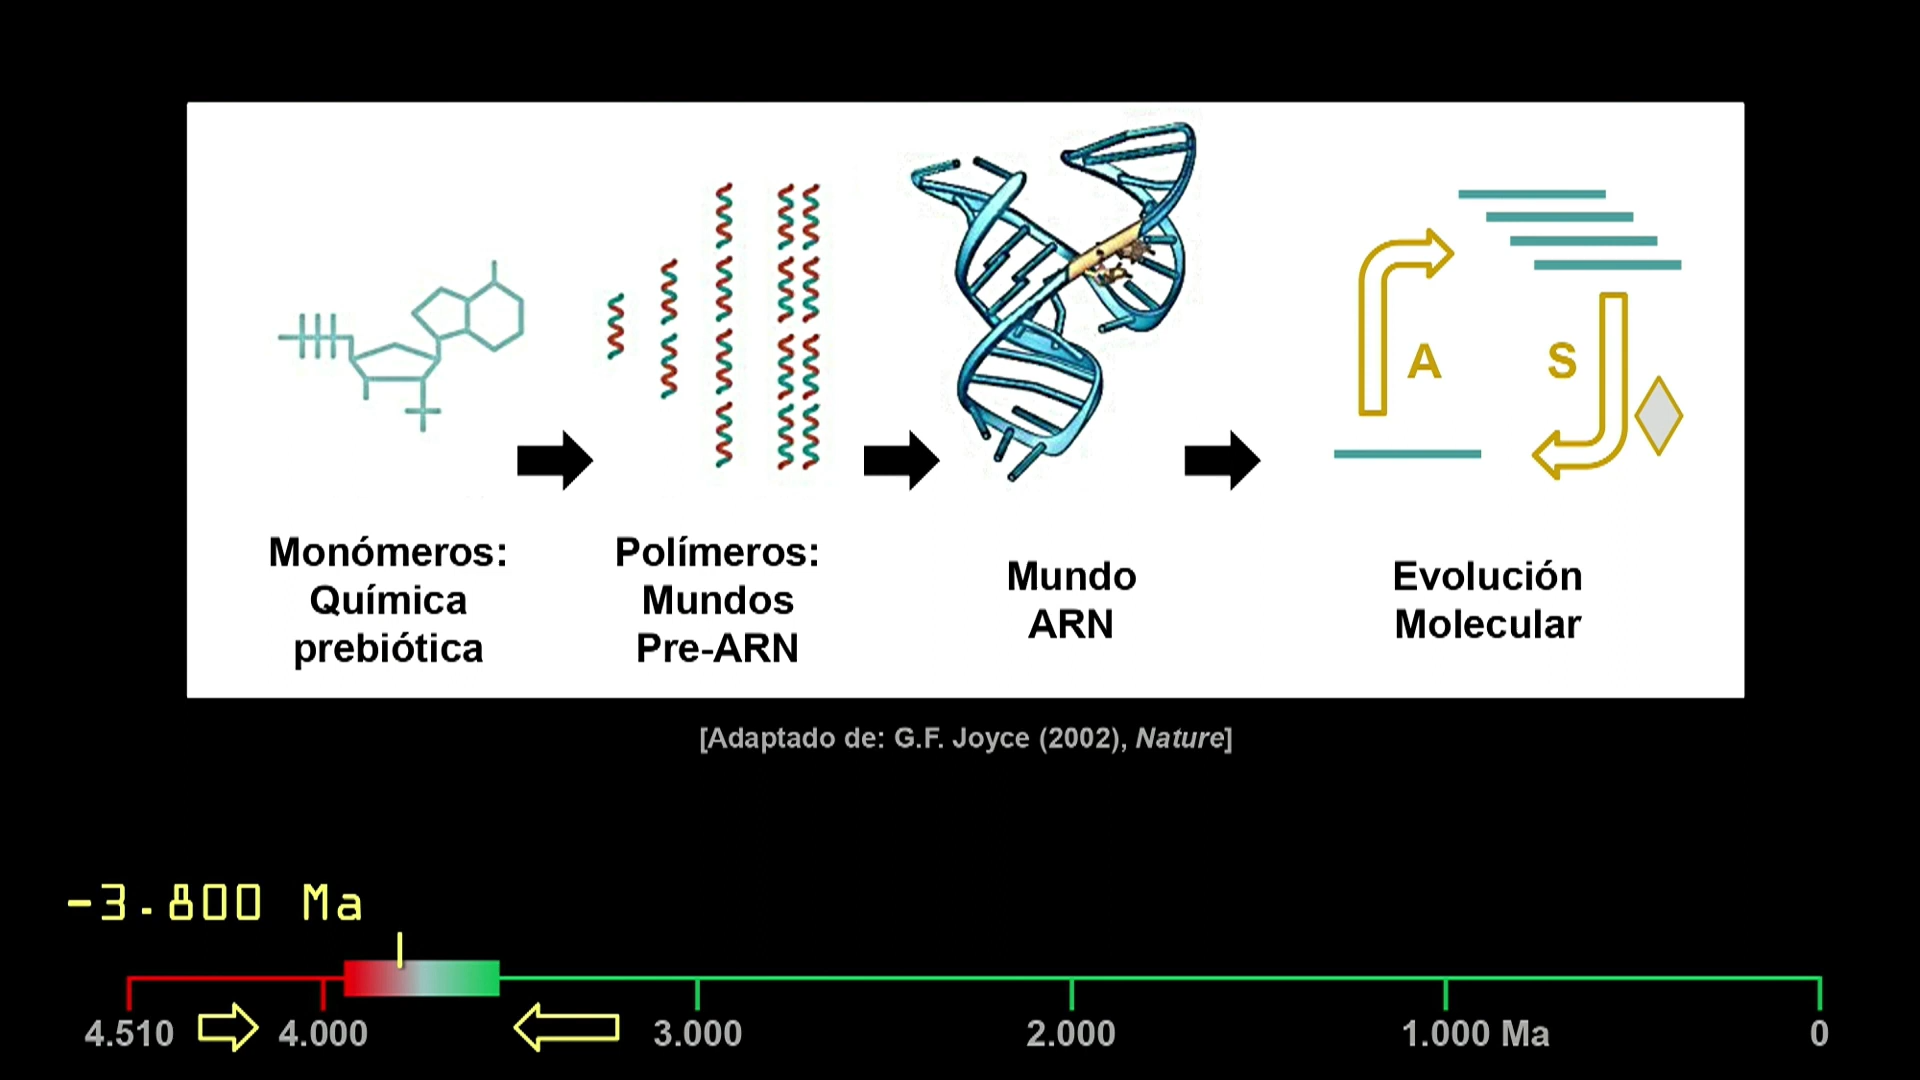 A
S
Monómeros:
Química
prebiótica
Polímeros:
Mundos
Pre-ARN
Mundo
ARN
Evolución
Molecular
[Adaptado de: G.F. Joyce (2002), Nature]
-3.800 Ma
4.510
4.000
3.000
2.000
1.000 Ma
0